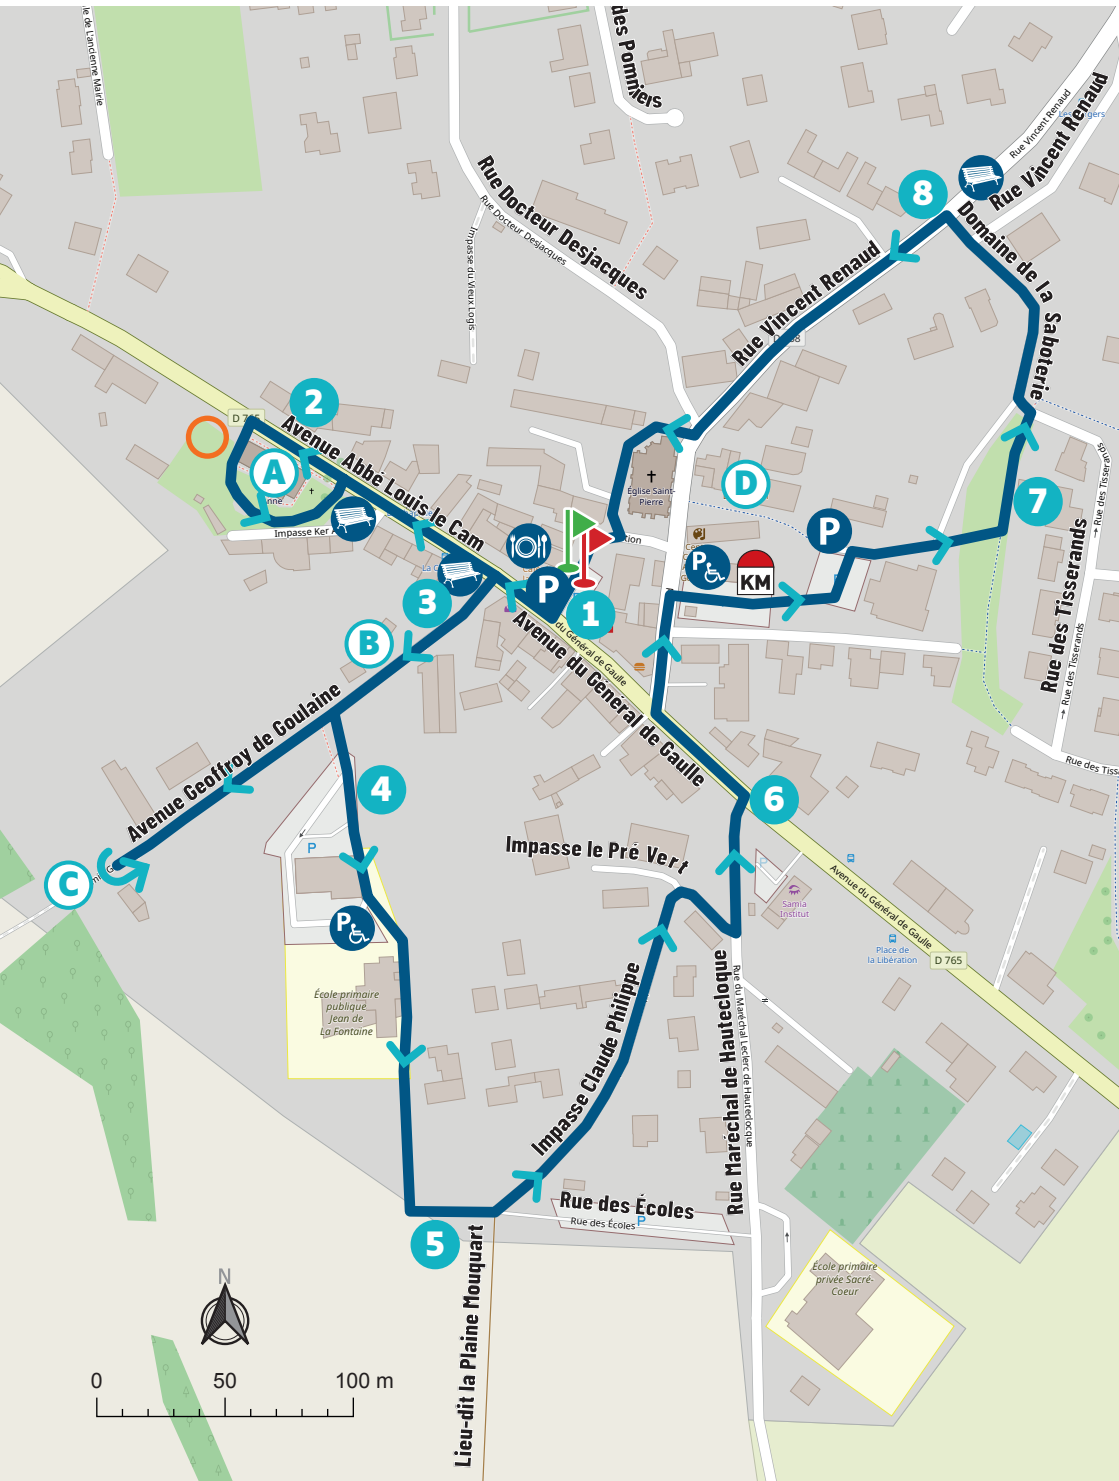 le de L'ancienne Mairie
des Pommiers
Rue Vincent Renaud
Rue Vincent Renaud
Rue Docteur Desjacques
Rue Docteur Desjacques
Impasse du Vieux Logis
8
Domaine de la Saboterie
Rue Vincent Renaud
D 765
2
Avenue Abbé Louis le Cam
A
Impasse Ker
Église Saint-
Pierre
D
P
7
Rue des Tisserands
Rue des Tisserands
Rue des Tisserands
P
KM
P
1
3
B
Avenue du Général de Gaulle
du Général de Gaulle
Avenue Geoffroy de Goulaine
4
6
P
C
P
Impasse le Pré Vert
P
Samia
Institut
Avenue du Général de Gaulle
Place de
la Libération
D 765
École primaire
publique
Jean de
La Fontaine
Impasse Claude Philippe
Rue Maréchal de Hautecloque
Rue du Maréchal Leclerc de Hauteclocque
Rue des Écoles
Rue des Écoles
P
5
Lieu-dit la Plaine Mouquart
École primaire
privée Sacré-
Coeur
N
0 50 100 m